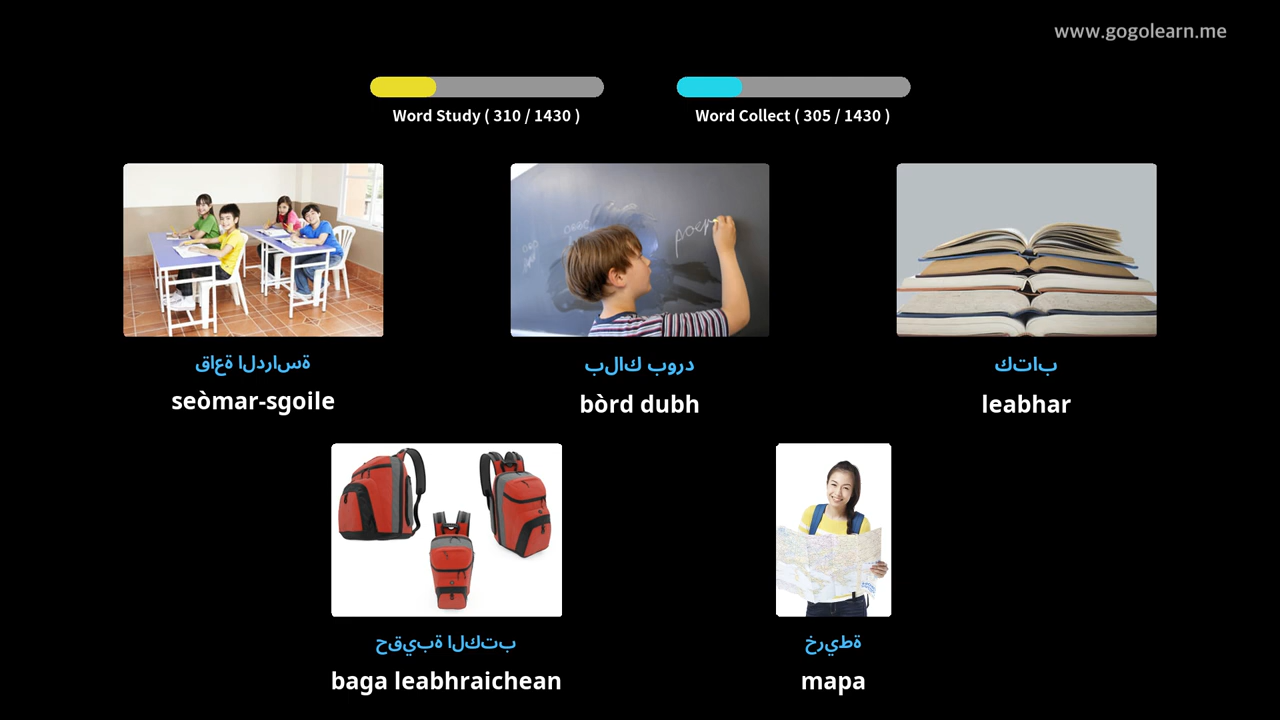 www.gogolearn.me
Word Study ( 310 / 1430 )
Word Collect ( 305 / 1430 )
قاعة الدراسة
seòmar-sgoile
بلاك بورد
bòrd dubh
كتاب
leabhar
حقيبة الكتب
baga leabhraichean
خريطة
mapa